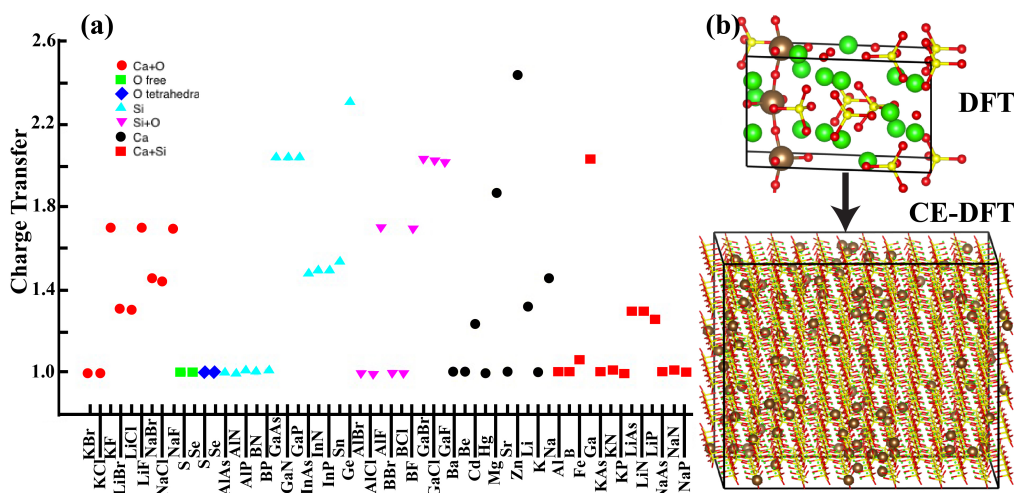 (a)
(b)
2.6
2.2
1.8
1.4
1.0
Charge Transfer
Ca+O
O free
O tetrahedra
Si
Si+O
Ca
Ca+Si
KBr
KCl
KF
LiBr
LiCl
LiF
NaBr
NaCl
NaF
S
Se
S
Se
AlAs
AlN
AlP
BN
BP
GaAs
GaN
GaP
InAs
InN
InP
Sn
Ge
AlBr
AlCl
AlF
BBr
BCl
BF
GaBr
GaCl
GaF
Ba
Be
Cd
Hg
Mg
Sr
Zn
Li
K
Na
Al
B
Fe
Ga
KAs
KN
KP
LiAs
LiN
LiP
NaAs
NaN
NaP
DFT
CE-DFT